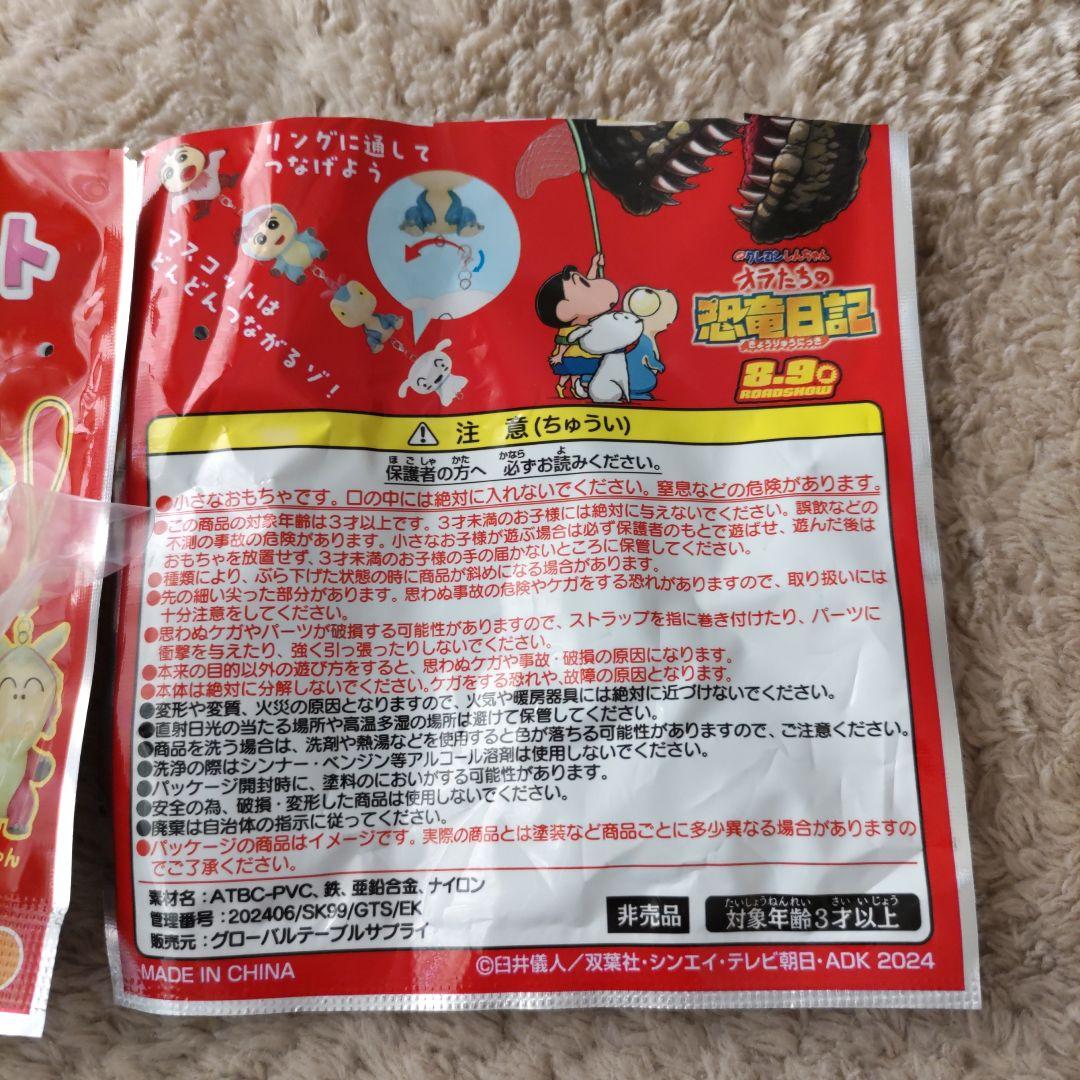 リングに通して
つなげよう
マスコットは
どんどんつながるゾ！
クレヨンしんちゃん
オラたちの
恐竜日記
きょうりゅうにっき
8.9
ROADSHOW
ト
注 意(ちゅうい)
ほごしゃ かた かなら よ
保護者の方へ 必ずお読みください。
●小さなおもちゃです。口の中には絶対に入れないでください。窒息などの危険があります。
●この商品の対象年齢は3才以上です。3才未満のお子様には絶対に与えないでください。誤飲などの
不測の事故の危険があります。小さなお子様が遊ぶ場合は必ず保護者のもとで遊ばせ、遊んだ後は
おもちゃを放置せず、3才未満のお子様の手の届かないところに保管してください。
●種類により、ぶら下げた状態の時に商品が斜めになる場合があります。
●先の細い尖った部分があります。思わぬ事故の危険やケガをする恐れがありますので、取り扱いには
十分注意をしてください。
●思わぬケガやパーツが破損する可能性がありますので、ストラップを指に巻き付けたり、パーツに
衝撃を与えたり、強く引っ張ったりしないでください。
●本来の目的以外の遊び方をすると、思わぬケガや事故・破損の原因になります。
●本体は絶対に分解しないでください。ケガをする恐れや、故障の原因となります。
●変形や変質、火災の原因となりますので、火気や暖房器具には絶対に近づけないでください。
●直射日光の当たる場所や高温多湿の場所は避けて保管してください。
●商品を洗う場合は、洗剤や熱湯などを使用すると色が落ちる可能性がありますので、ご注意ください。
●洗浄の際はシンナー・ベンジン等アルコール溶剤は使用しないでください。
●パッケージ開封時に、塗料のにおいがする可能性があります。
●安全の為、破損・変形した商品は使用しないでください。
●廃棄は自治体の指示に従ってください。
●パッケージの商品はイメージです。実際の商品とは塗装など商品ごとに多少異なる場合がありますの
でご了承ください。
素材名：ATBC-PVC、鉄、亜鉛合金、ナイロン
管理番号：202406/SK99/GTS/EK
販売元：グローバルテーブルサプライ
非売品
たいしょうねんれい さい いじょう
対象年齢3才以上
MADE IN CHINA
©臼井儀人／双葉社・シンエイ・テレビ朝日・ADK 2024